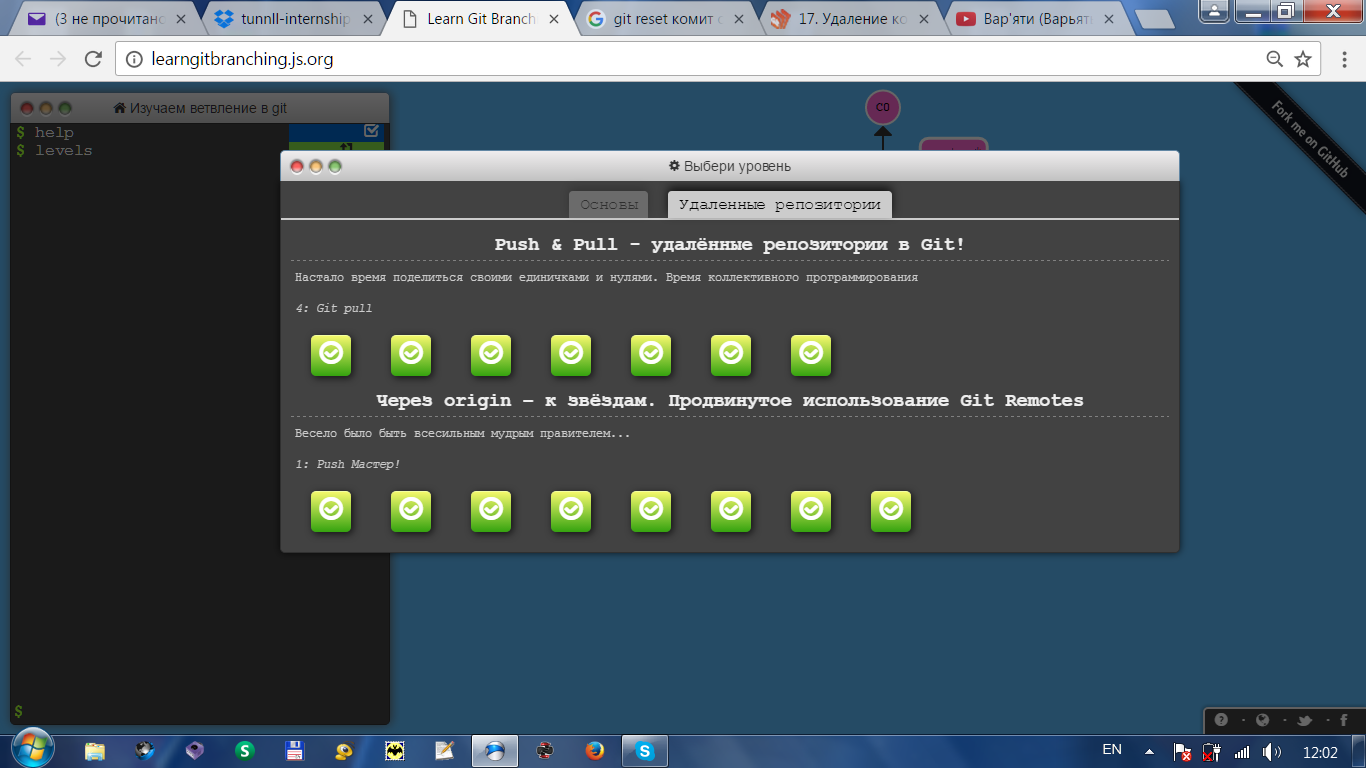 (3 не прочитано
tunnll-internship
Learn Git Branch
git reset комит с
17. Удаление ко
Вар'яти (Варьяте
learngitbranching.js.org
Изучаем ветвление в git
$ help
$ levels
C0
Fork me on GitHub
Выбери уровень
Основы
Удаленные репозитории
Push & Pull - удалённые репозитории в Git!
Настало время поделиться своими единичками и нулями. Время коллективного программирования
4: Git pull
Через origin – к звёздам. Продвинутое использование Git Remotes
Весело было быть всесильным мудрым правителем...
1: Push Мастер!
$
EN
12:02